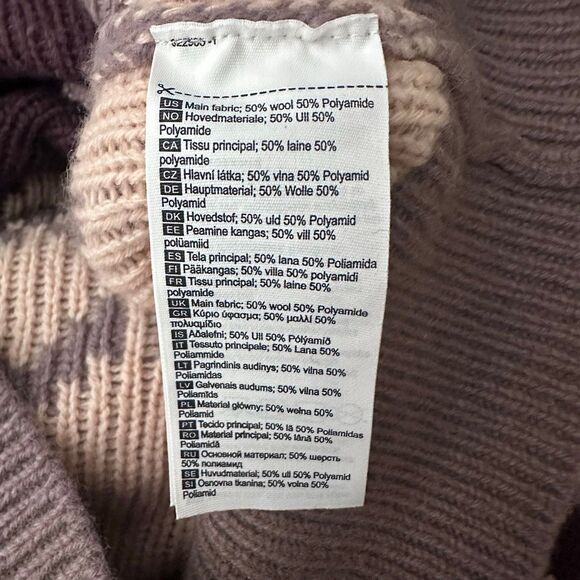 US Main fabric; 50% wool 50% Polyamide
NO Hovedmateriale; 50% Ull 50%
Polyamide
CA Tissu principal; 50% laine 50%
polyamide
CZ Hlavní látka; 50% vlna 50% Polyamid
DE Hauptmaterial; 50% Wolle 50%
Polyamid
DK Hovedstof; 50% uld 50% Polyamid
EE Peamine kangas; 50% vill 50%
polüamiid
ES Tela principal; 50% lana 50% Poliamida
FI Pääkangas; 50% villa 50% polyamidi
FR Tissu principal; 50% laine 50%
polyamide
UK Main fabric; 50% wool 50% Polyamide
GR Κύριο ύφασμα; 50% μαλλί 50%
πολυαμίδιο
IS Aðalefni; 50% Ull 50% Pólýamíð
IT Tessuto principale; 50% Lana 50%
Poliammide
LT Pagrindinis audinys; 50% vilna 50%
Poliamidas
LV Galvenais audums; 50% vilna 50%
Poliamīds
PL Materiał główny; 50% wełna 50%
Poliamid
PT Tecido principal; 50% lã 50% Poliamidas
RO Material principal; 50% lână 50%
Poliamidă
RU Основной материал; 50% шерсть
50% полиамид
SE Huvudmaterial; 50% ull 50% Polyamid
SI Osnovna tkanina; 50% volna 50%
Poliamid